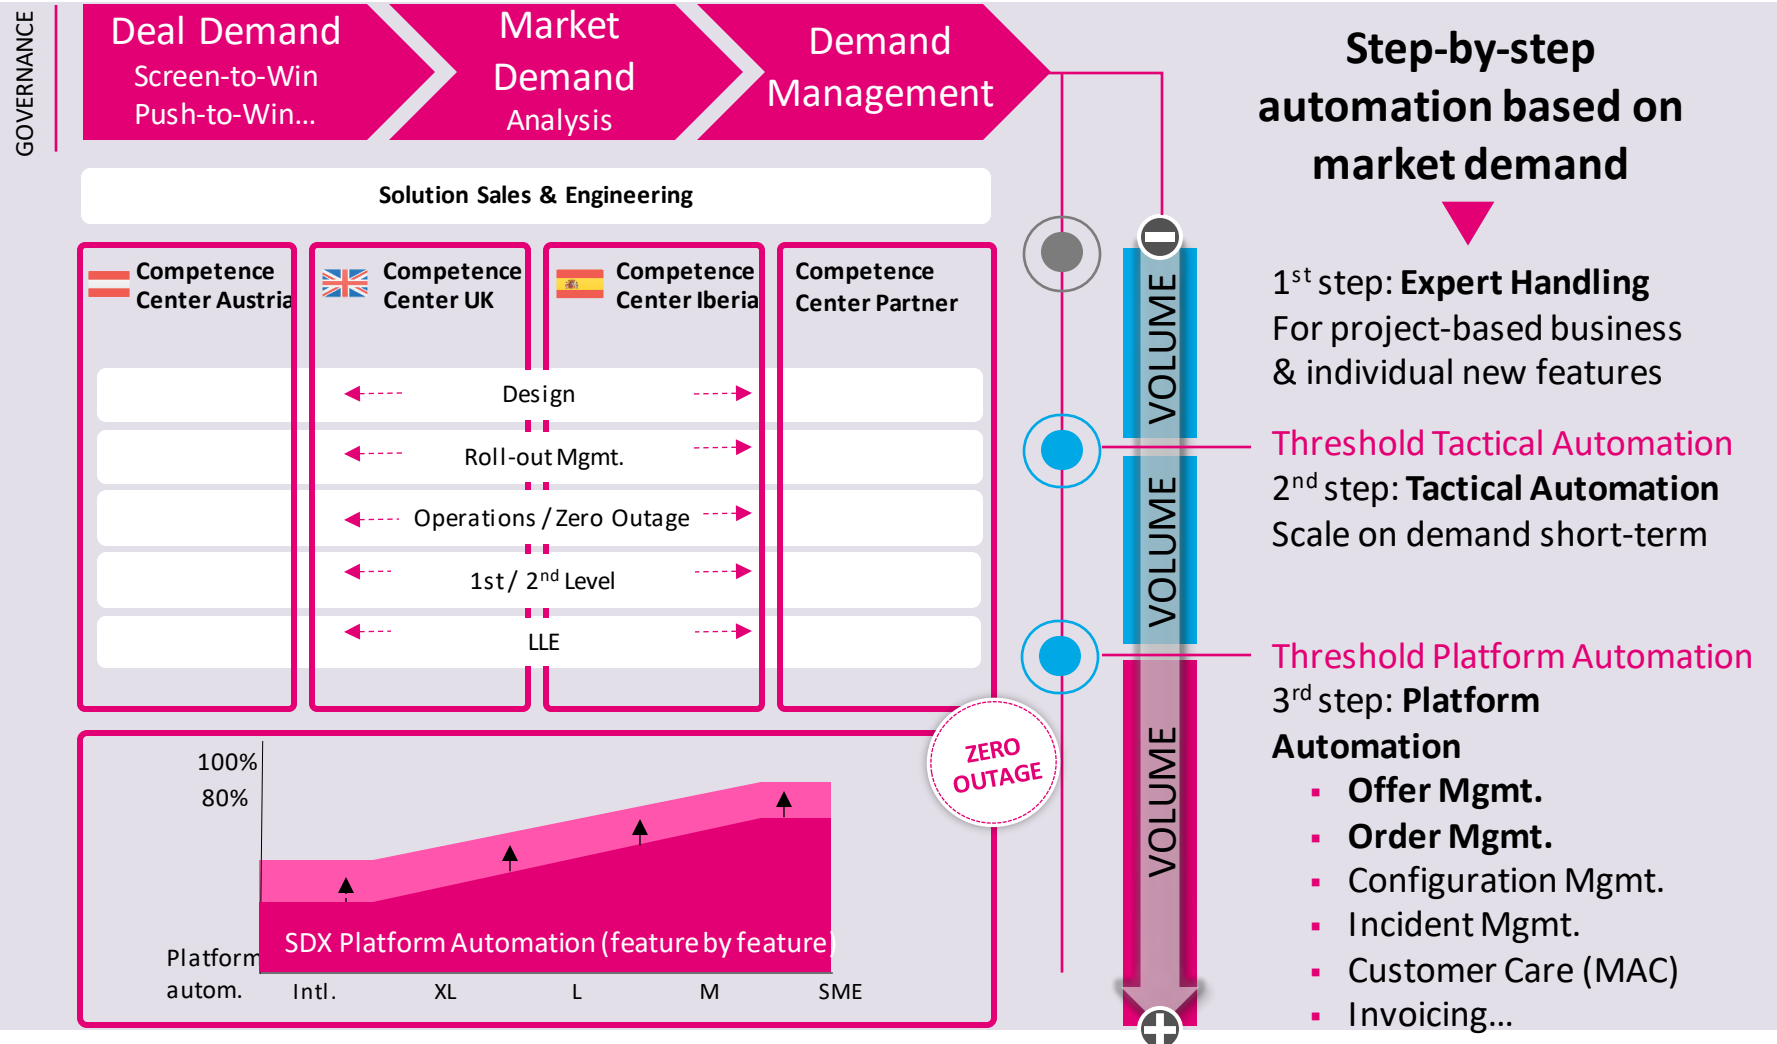 GOVERNANCE
Deal Demand
Screen-to-Win
Push-to-Win...
Market
Demand
Analysis
Demand
Management
Solution Sales & Engineering
Competence
Center Austria
Competence
Center UK
Competence
Center Iberia
Competence
Center Partner
Design
Roll-out Mgmt.
Operations / Zero Outage
1st / 2nd Level
LLE
ZERO
OUTAGE
100%
80%
SDX Platform Automation (feature by feature)
Platform
autom.
Intl.
XL
L
M
SME
VOLUME
VOLUME
VOLUME
Step-by-step
automation based on
market demand
1st step: Expert Handling
For project-based business
& individual new features
Threshold Tactical Automation
2nd step: Tactical Automation
Scale on demand short-term
Threshold Platform Automation
3rd step: Platform
Automation
▪ Offer Mgmt.
▪ Order Mgmt.
▪ Configuration Mgmt.
▪ Incident Mgmt.
▪ Customer Care (MAC)
▪ Invoicing...